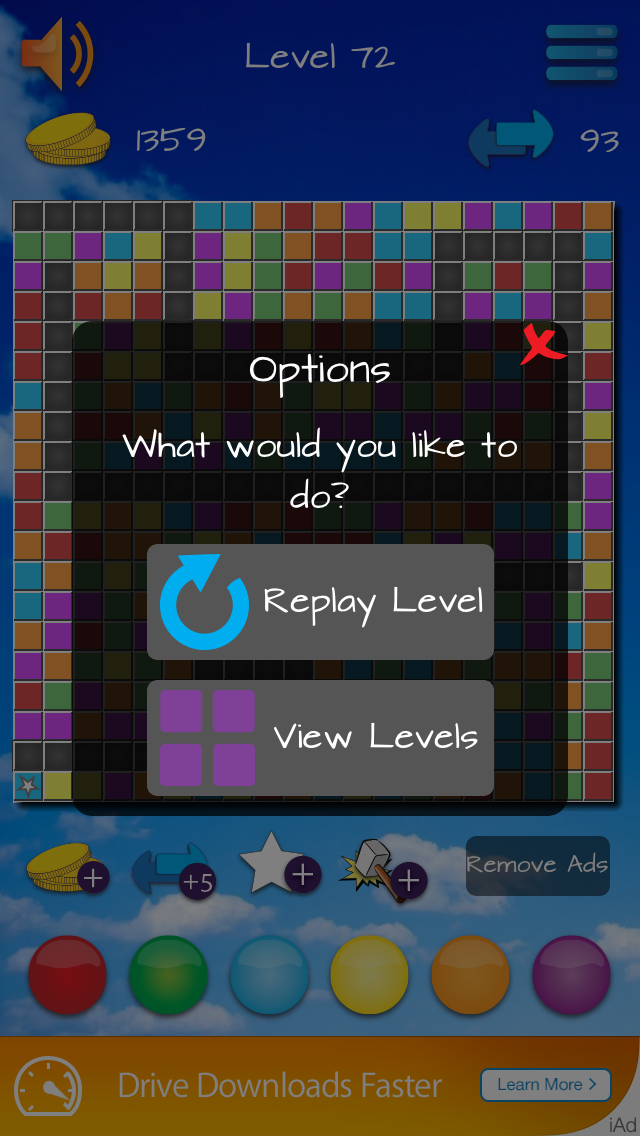 Level 72
1359
93
Options
What would you like to
do?
Replay Level
View Levels
+
+5
+
+
Remove Ads
Drive Downloads Faster
Learn More >
iAd